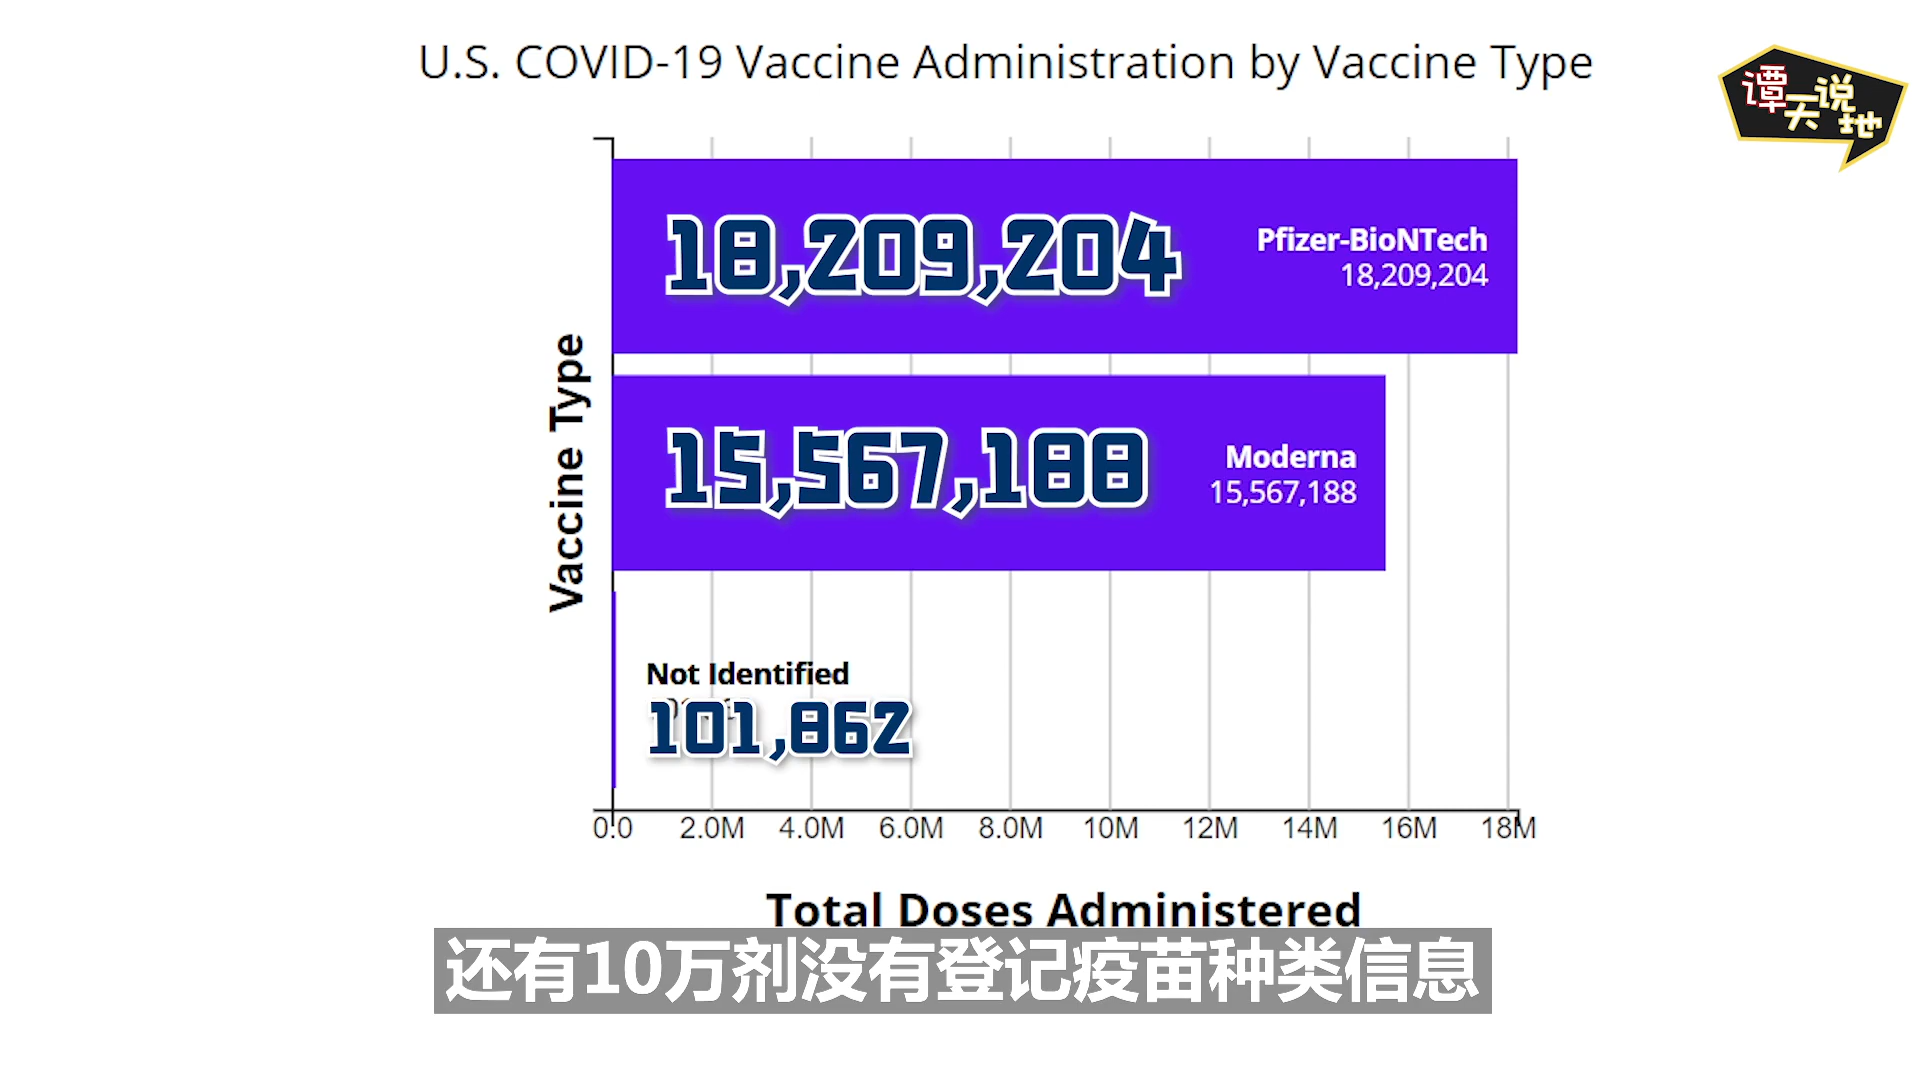 U.S. COVID-19 Vaccine Administration by Vaccine Type
谭天说地
18,209,204
Pfizer-BioNTech
18,209,204
15,567,188
Moderna
15,567,188
Vaccine Type
Not Identified
101,862
0.0 2.0M 4.0M 6.0M 8.0M 10M 12M 14M 16M 18M
Total Doses Administered
还有10万剂没有登记疫苗种类信息